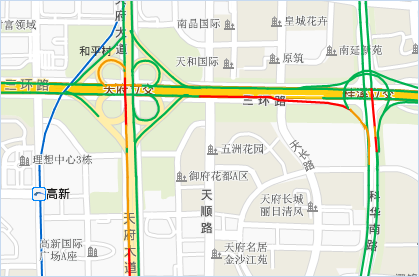 财富领域
天府大道
南晶国际
皇城花卉
和平村
天和国际
原筑
南延新苑
三环路
天府立交
三环路
理想中心3栋
五洲花园
天长路
高新
御府花都A区
天顺路
天府长城
丽日清风
科华南路
天府大道
高新国际
广场A座
天府名居
金沙江苑